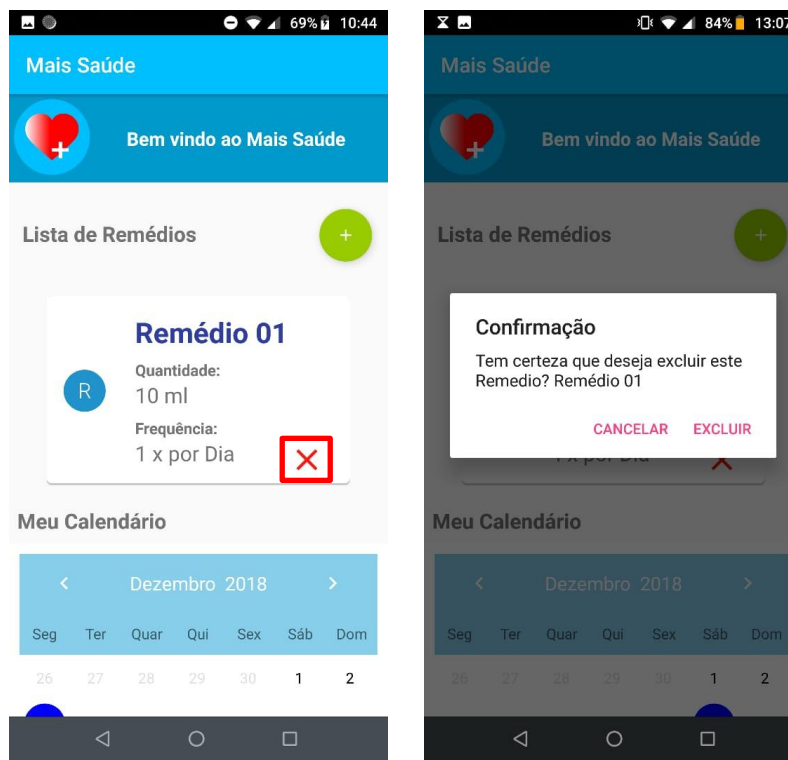 69% 10:44
Mais Saúde
Bem vindo ao Mais Saúde
Lista de Remédios
+
Remédio 01
Quantidade:
R
10 ml
Frequência:
1 x por Dia
Meu Calendário
Dezembro 2018
Seg Ter Quar Qui Sex Sáb Dom
26 27 28 29 30 1 2
84% 13:07
Mais Saúde
Bem vindo ao Mais Saúde
Lista de Remédios
+
Confirmação
Tem certeza que deseja excluir este
Remedio? Remédio 01
CANCELAR EXCLUIR
1 x por Dia
Meu Calendário
Dezembro 2018
Seg Ter Quar Qui Sex Sáb Dom
26 27 28 29 30 1 2